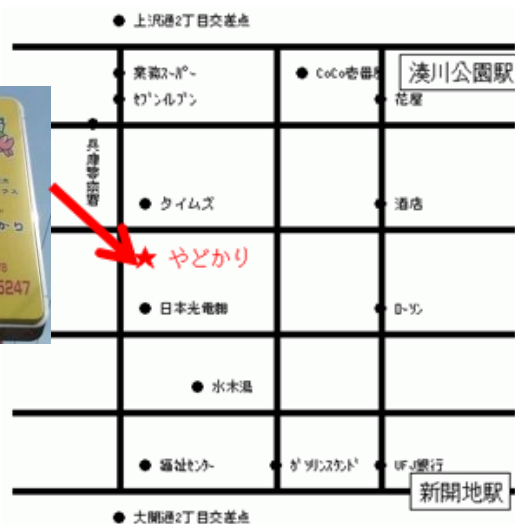 上沢通2丁目交差点
業務スーパー
CoCo壱番屋
湊川公園駅
セブンイレブン
花屋
兵庫警察署
タイムズ
酒店
やどかり
5247
日本光電㈱
ローソン
水木湯
福祉センター
ガソリンスタンド
UFJ銀行
新開地駅
大開通2丁目交差点